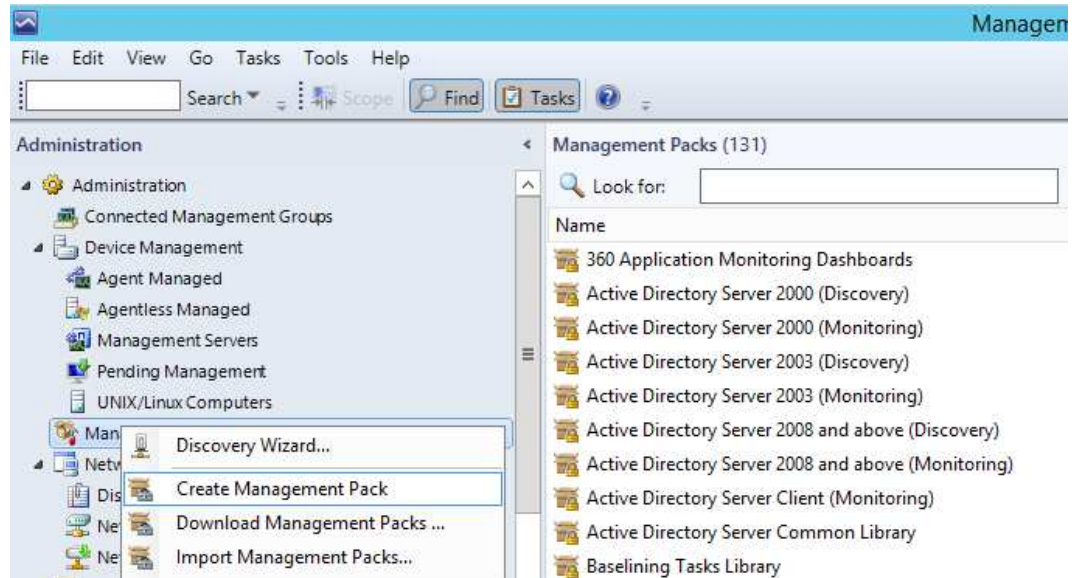 Managem
File Edit View Go Tasks Tools Help
Search Scope Find Tasks
Administration
Administration
Connected Management Groups
Device Management
Agent Managed
Agentless Managed
Management Servers
Pending Management
UNIX/Linux Computers
Man
Netw
Dis
Ne
Ne
Discovery Wizard...
Create Management Pack
Download Management Packs ...
Import Management Packs...
Management Packs (131)
Look for:
Name
360 Application Monitoring Dashboards
Active Directory Server 2000 (Discovery)
Active Directory Server 2000 (Monitoring)
Active Directory Server 2003 (Discovery)
Active Directory Server 2003 (Monitoring)
Active Directory Server 2008 and above (Discovery)
Active Directory Server 2008 and above (Monitoring)
Active Directory Server Client (Monitoring)
Active Directory Server Common Library
Baselining Tasks Library